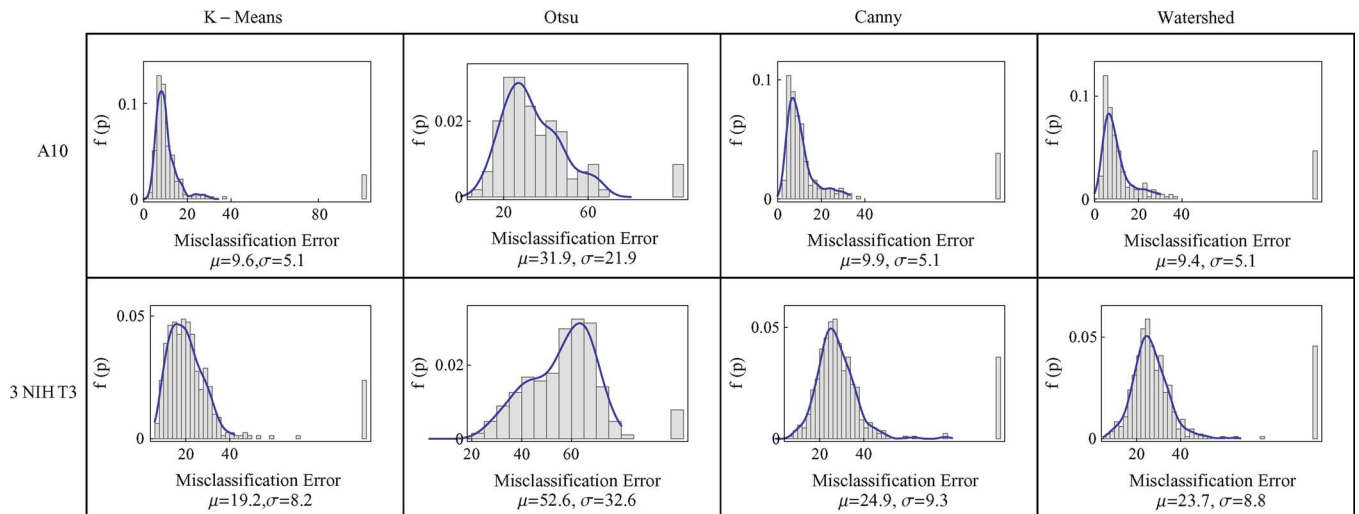 K – Means Otsu Canny Watershed
A10
f (p)
0.1
0
0 20 40 80
Misclassification Error
μ=9.6,σ=5.1
f (p)
0.02
0
20 60
Misclassification Error
μ=31.9, σ=21.9
f (p)
0.1
0
0 20 40
Misclassification Error
μ=9.9, σ=5.1
f (p)
0.1
0
0 20 40
Misclassification Error
μ=9.4, σ=5.1
3 NIH T3
f (p)
0.05
0
20 40
Misclassification Error
μ=19.2,σ=8.2
f (p)
0.02
0
20 40 60
Misclassification Error
μ=52.6, σ=32.6
f (p)
0.05
0
20 40
Misclassification Error
μ=24.9, σ=9.3
f (p)
0.05
0
20 40
Misclassification Error
μ=23.7, σ=8.8